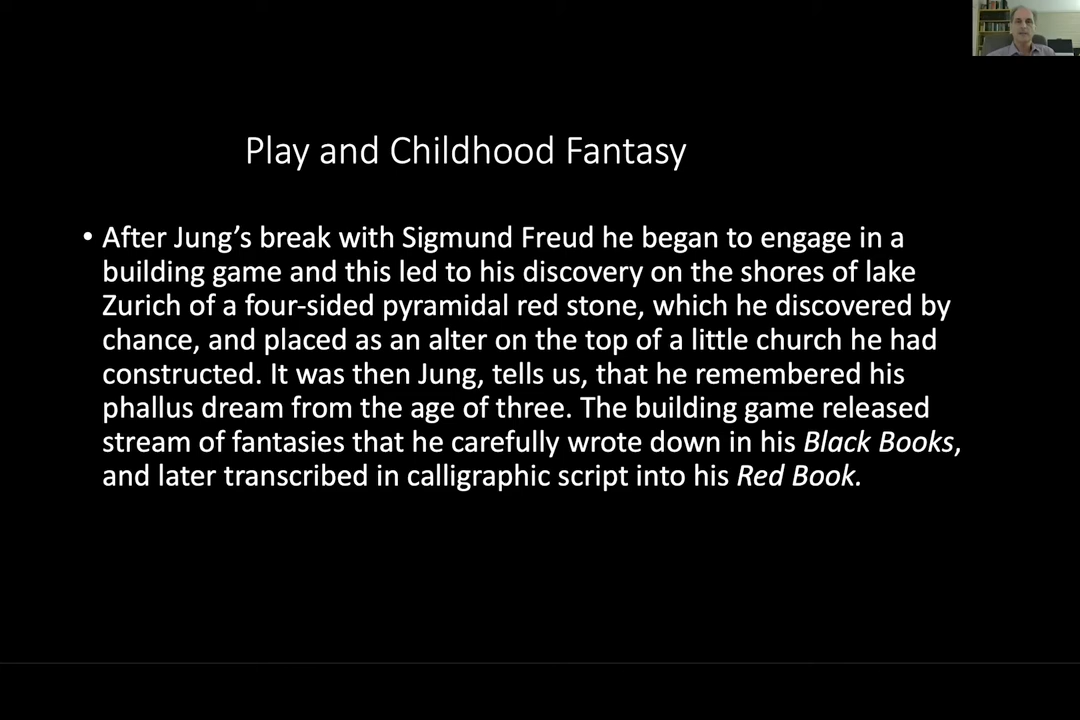 Play and Childhood Fantasy
• After Jung’s break with Sigmund Freud he began to engage in a
building game and this led to his discovery on the shores of lake
Zurich of a four-sided pyramidal red stone, which he discovered by
chance, and placed as an alter on the top of a little church he had
constructed. It was then Jung, tells us, that he remembered his
phallus dream from the age of three. The building game released
stream of fantasies that he carefully wrote down in his Black Books,
and later transcribed in calligraphic script into his Red Book.